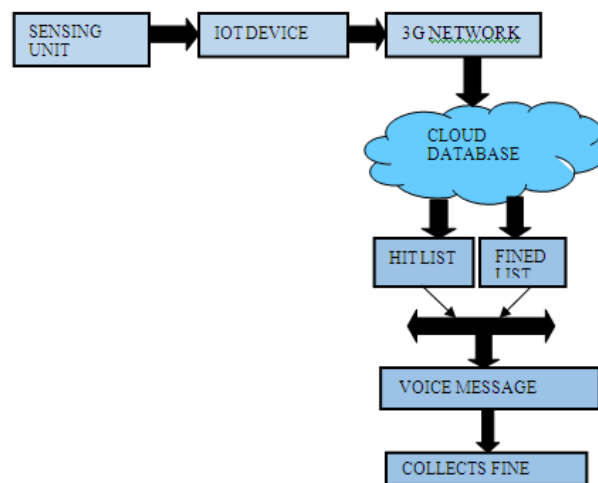 SENSING
UNIT
IOT DEVICE
3G NETWORK
CLOUD
DATABASE
HIT LIST
FINED
LIST
VOICE MESSAGE
COLLECTS FINE